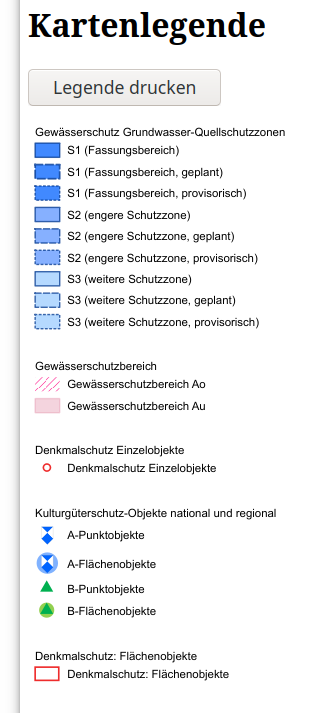 Kartenlegende
Legende drucken
Gewässerschutz Grundwasser-Quellschutzzonen
S1 (Fassungsbereich)
S1 (Fassungsbereich, geplant)
S1 (Fassungsbereich, provisorisch)
S2 (engere Schutzzone)
S2 (engere Schutzzone, geplant)
S2 (engere Schutzzone, provisorisch)
S3 (weitere Schutzzone)
S3 (weitere Schutzzone, geplant)
S3 (weitere Schutzzone, provisorisch)
Gewässerschutzbereich
Gewässerschutzbereich Ao
Gewässerschutzbereich Au
Denkmalschutz Einzelobjekte
Denkmalschutz Einzelobjekte
Kulturgüterschutz-Objekte national und regional
A-Punktobjekte
A-Flächenobjekte
B-Punktobjekte
B-Flächenobjekte
Denkmalschutz: Flächenobjekte
Denkmalschutz: Flächenobjekte